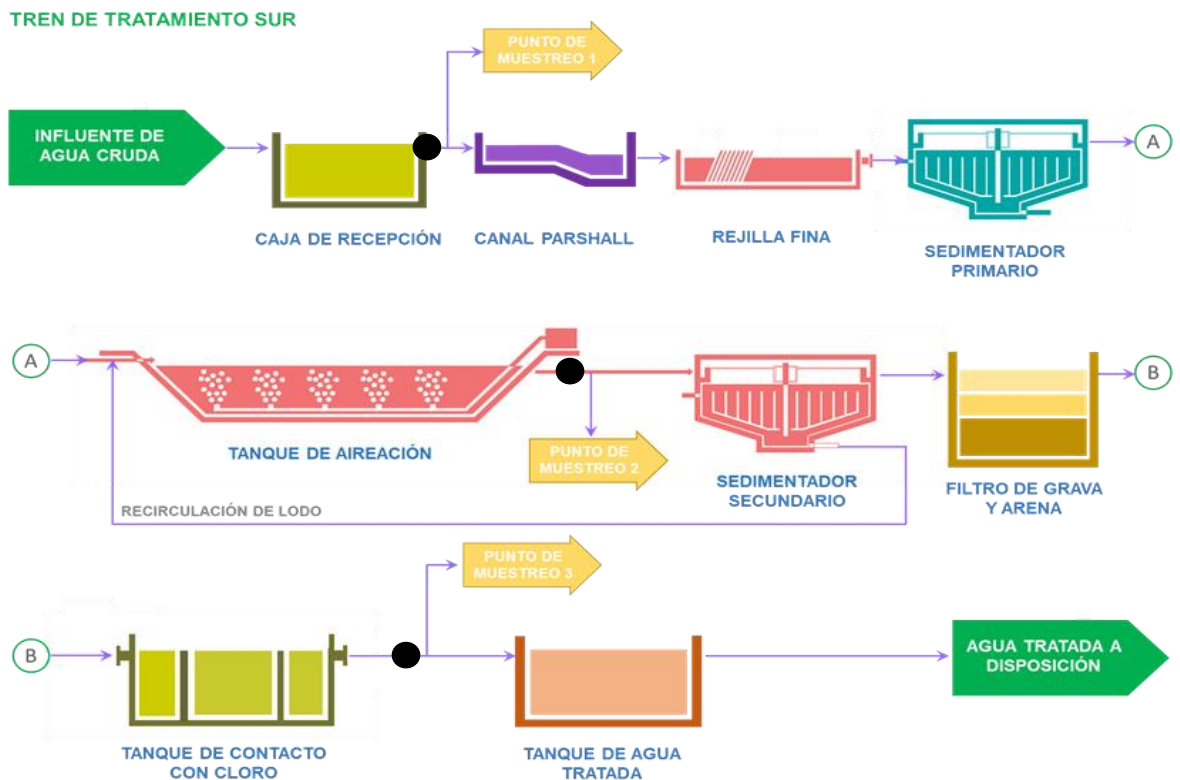 TREN DE TRATAMIENTO SUR
PUNTO DE
MUESTREO 1
INFLUENTE DE
AGUA CRUDA
A
CAJA DE RECEPCIÓN
CANAL PARSHALL
REJILLA FINA
SEDIMENTADOR
PRIMARIO
A
B
TANQUE DE AIREACIÓN
PUNTO DE
MUESTREO 2
SEDIMENTADOR
SECUNDARIO
FILTRO DE GRAVA
Y ARENA
RECIRCULACIÓN DE LODO
PUNTO DE
MUESTREO 3
B
AGUA TRATADA A
DISPOSICIÓN
TANQUE DE CONTACTO
CON CLORO
TANQUE DE AGUA
TRATADA